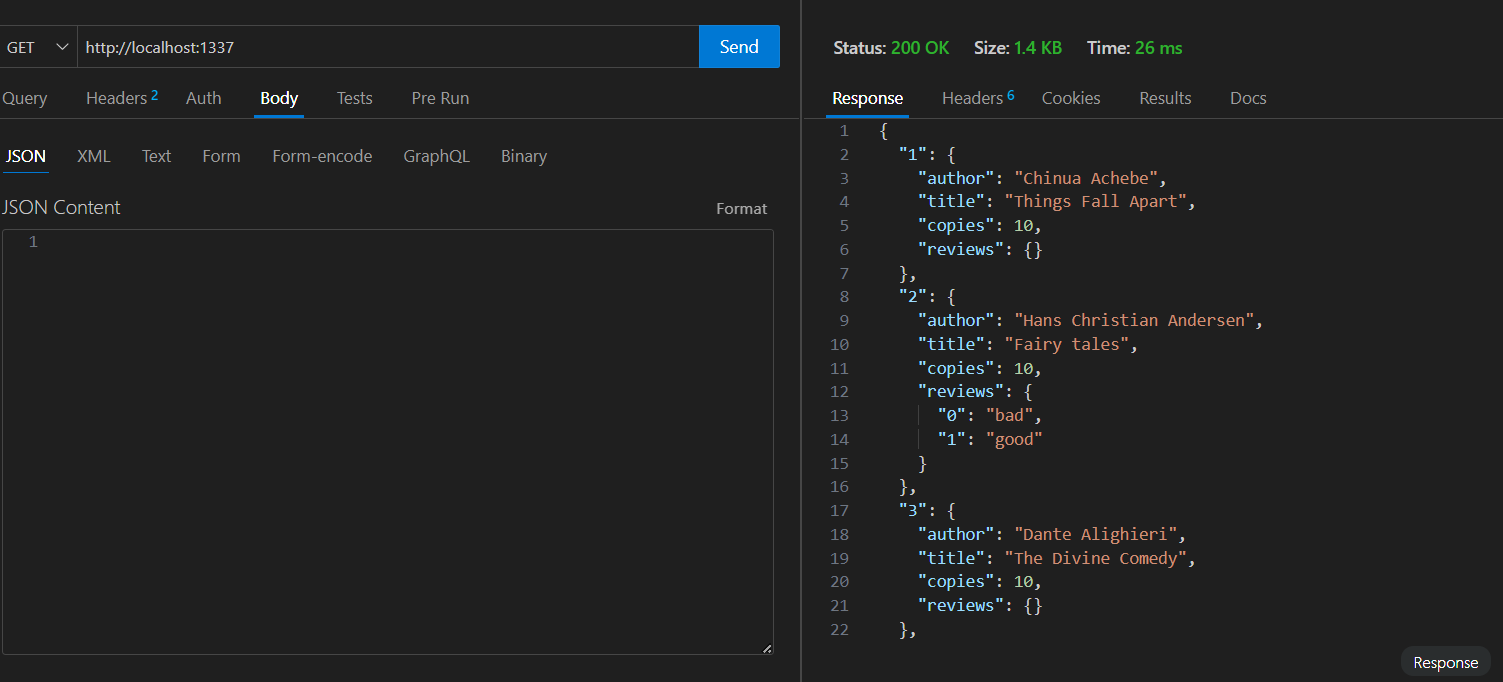 GET http://localhost:1337 Send
Query Headers 2 Auth Body Tests Pre Run
JSON XML Text Form Form-encode GraphQL Binary
JSON Content Format
1
Status: 200 OK Size: 1.4 KB Time: 26 ms
Response Headers 6 Cookies Results Docs
1 {
2 "1": {
3 "author": "Chinua Achebe",
4 "title": "Things Fall Apart",
5 "copies": 10,
6 "reviews": {}
7 },
8 "2": {
9 "author": "Hans Christian Andersen",
10 "title": "Fairy tales",
11 "copies": 10,
12 "reviews": {
13 "0": "bad",
14 "1": "good"
15 }
16 },
17 "3": {
18 "author": "Dante Alighieri",
19 "title": "The Divine Comedy",
20 "copies": 10,
21 "reviews": {}
22 },
Response